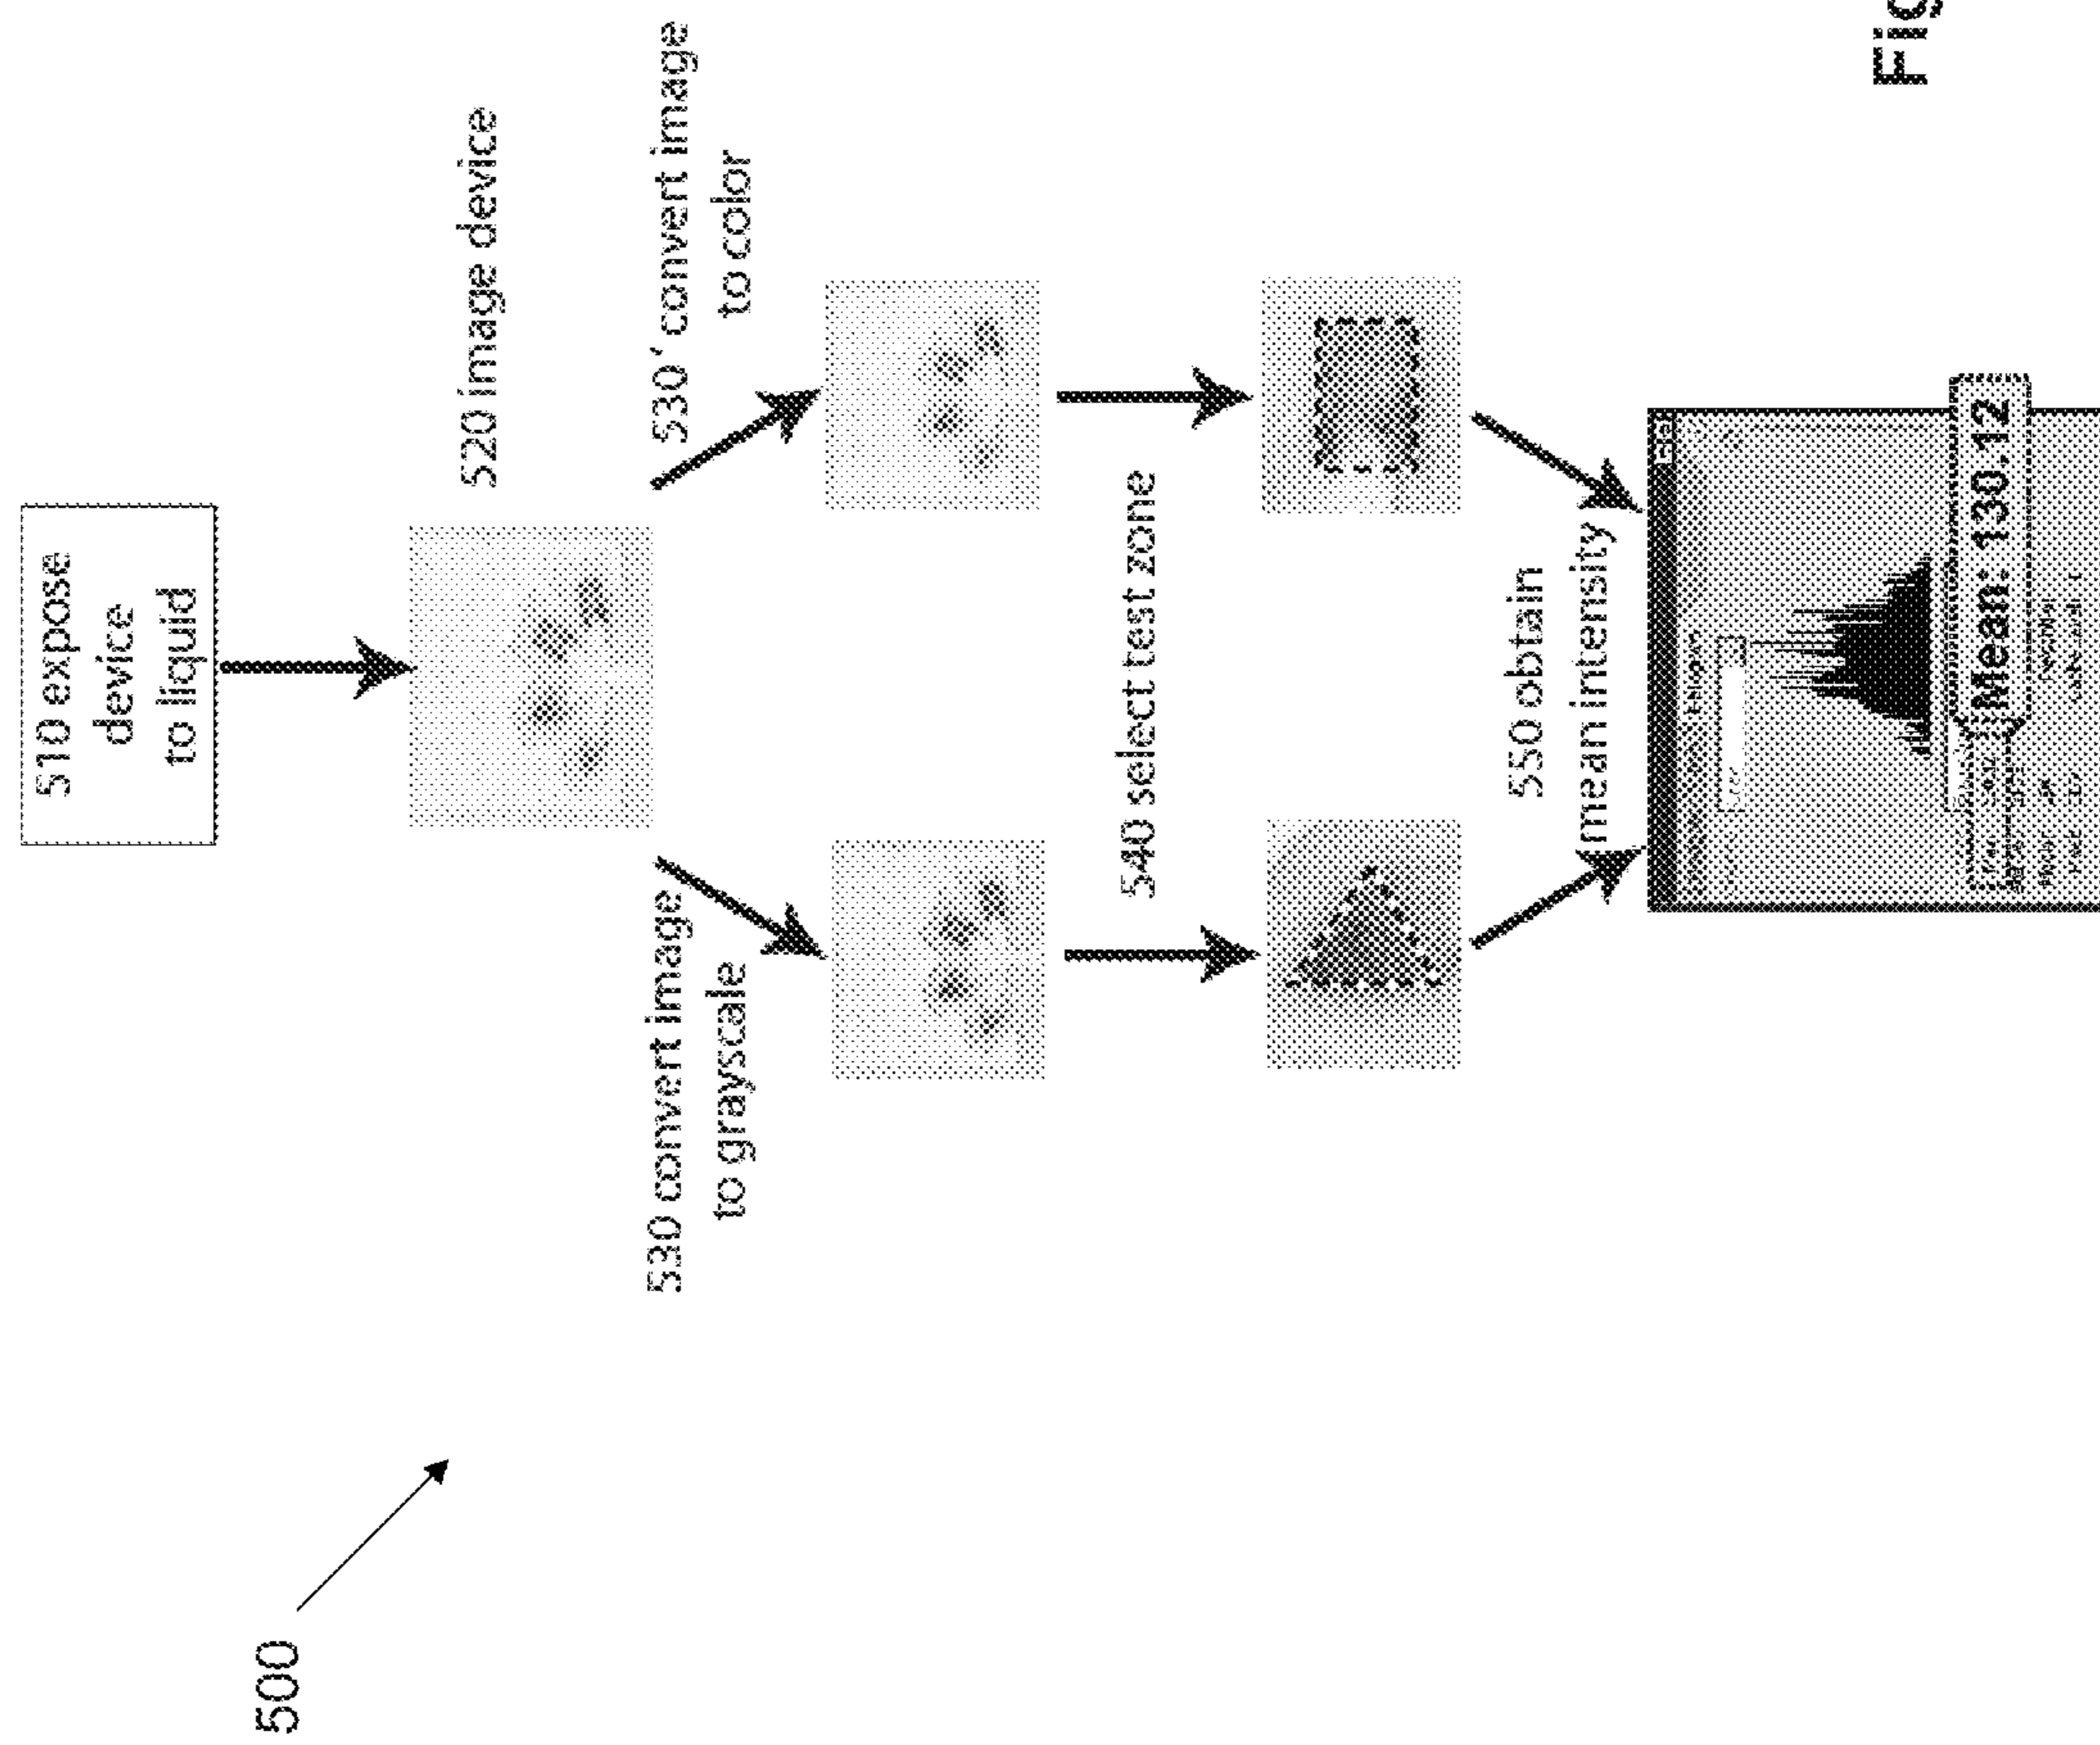 500
510 expose
device
to liquid
520 image device
530 convert image
to grayscale
530' convert image
to color
540 select test zone
550 obtain
mean intensity
Mean: 130.12
Fig